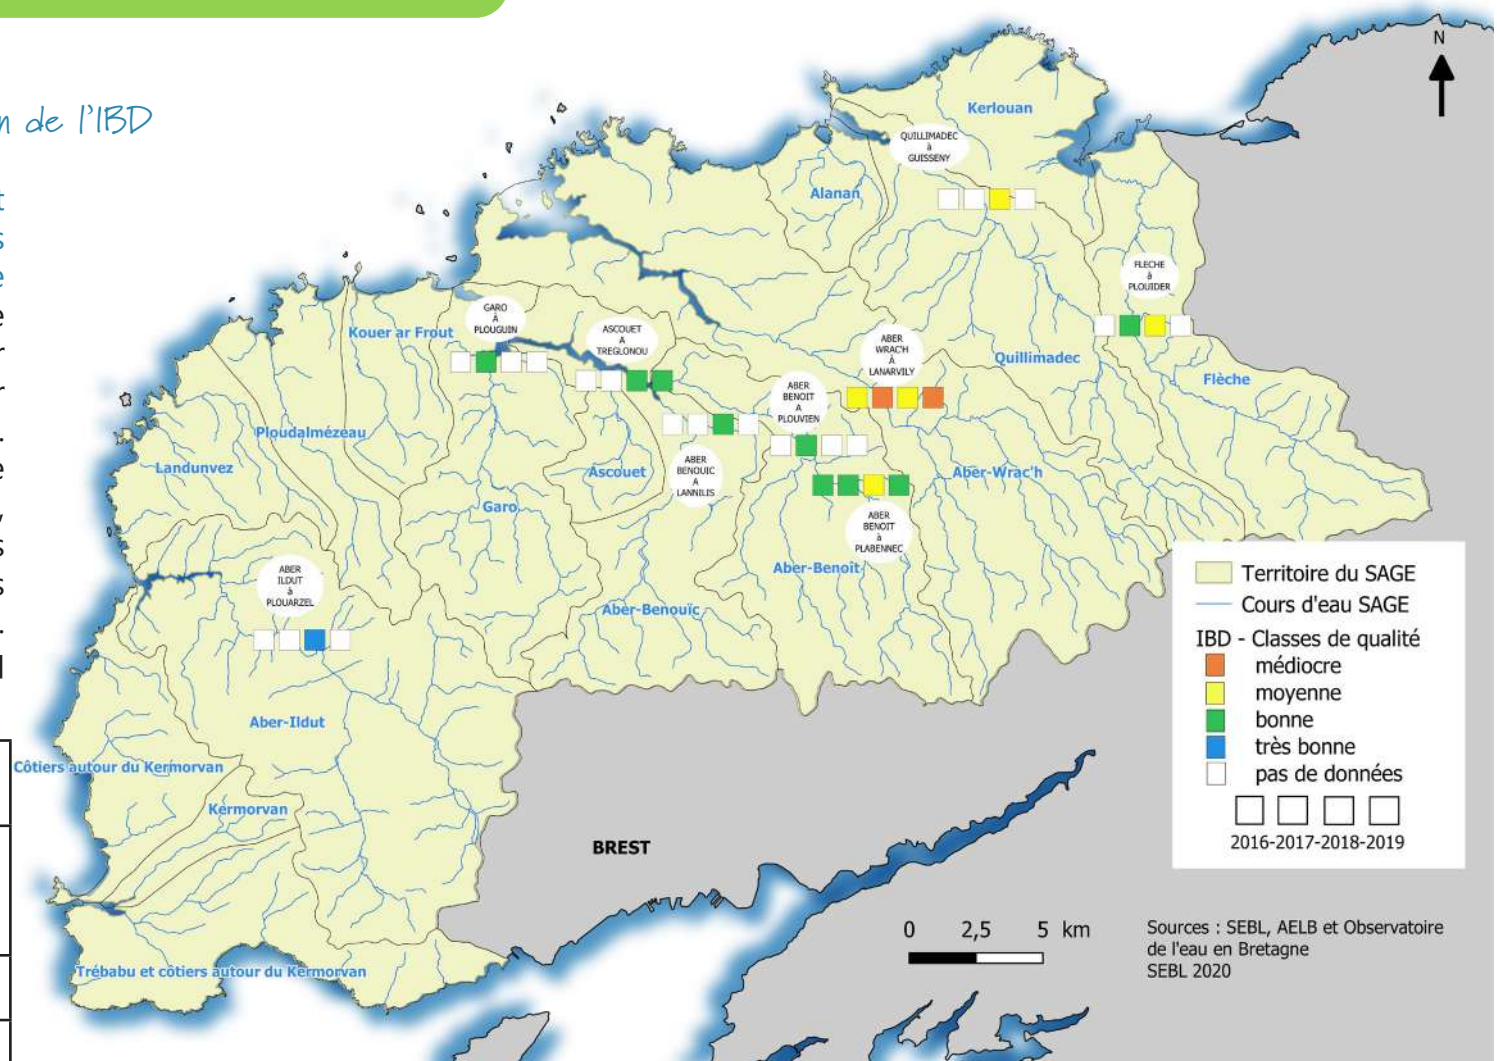 n de l'IBD
t
s
e
e
r
r
.
e
,
s
s
.
l
N
Kerlouan
QUILLIMADEC
à
GUISSENY
Alanan
FLECHE
à
PLOUIDER
GARO
À
PLOUGUIN
Kouer ar Frout
ASCOUET
A
TREGLONOU
ABER
WRAC'H
À
LANARVILY
Quillimadec
Flèche
ABER
BENOIT
A
PLOUVIEN
Ploudalmézeau
Landunvez
Ascouet
ABER
BENOUIC
A
LANNILIS
Aber-Wrac'h
Garo
ABER
BENOIT
à
PLABENNEC
Aber-Benoît
ABER
ILDUT
à
PLOUARZEL
Aber-Benouïc
Aber-Ildut
Côtiers autour du Kermorvan
Kermorvan
BREST
Trébabu et côtiers autour du Kermorvan
Territoire du SAGE
Cours d'eau SAGE
IBD - Classes de qualité
médiocre
moyenne
bonne
très bonne
pas de données
2016-2017-2018-2019
0 2,5 5 km
Sources : SEBL, AELB et Observatoire
de l'eau en Bretagne
SEBL 2020